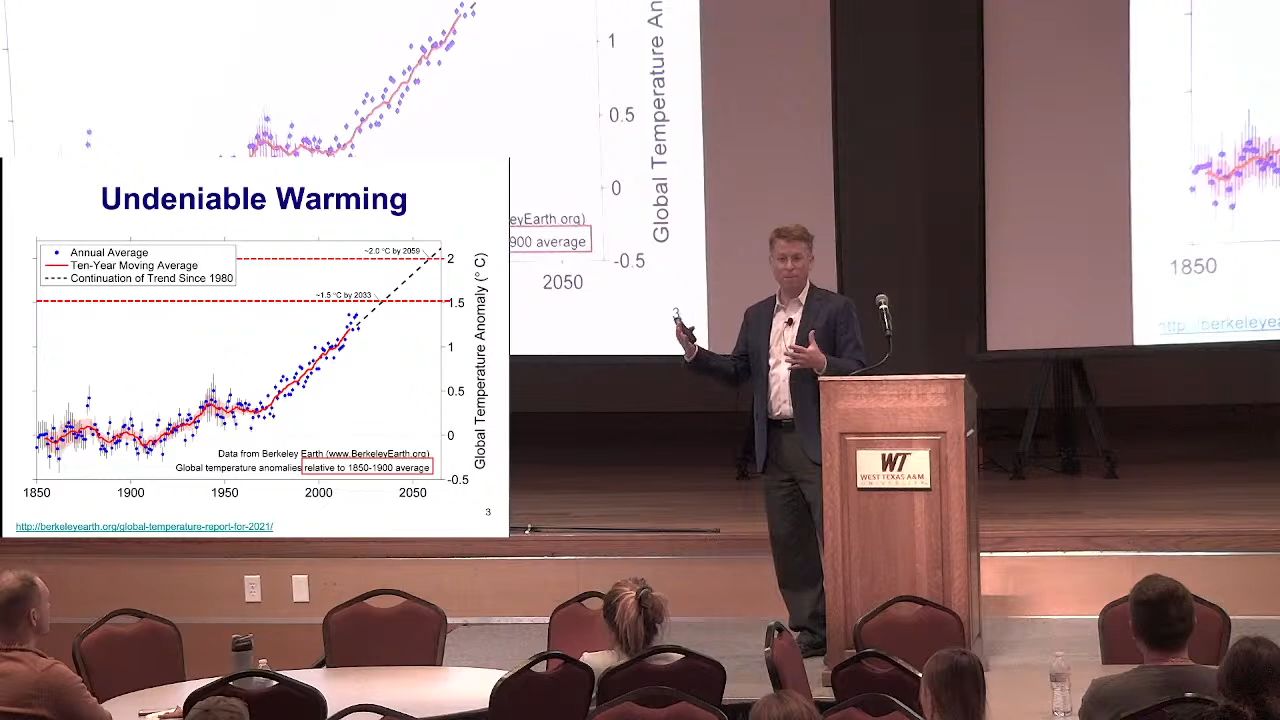 1
0.5
0
-0.5
Global Temperature An
eyEarth.org)
900 average
2050
3
1850
Undeniable Warming
Annual Average
Ten-Year Moving Average
Continuation of Trend Since 1980
~2.0 °C by 2059
~1.5 °C by 2033
2
1.5
1
0.5
0
-0.5
Global Temperature Anomaly (° C)
Data from Berkeley Earth (www.BerkeleyEarth.org)
Global temperature anomalies relative to 1850-1900 average
1850
1900
1950
2000
2050
3
http://berkeleyearth.org/global-temperature-report-for-2021/
http://berkeleyea
WT
WEST TEXAS A&M
UNIVERSITY